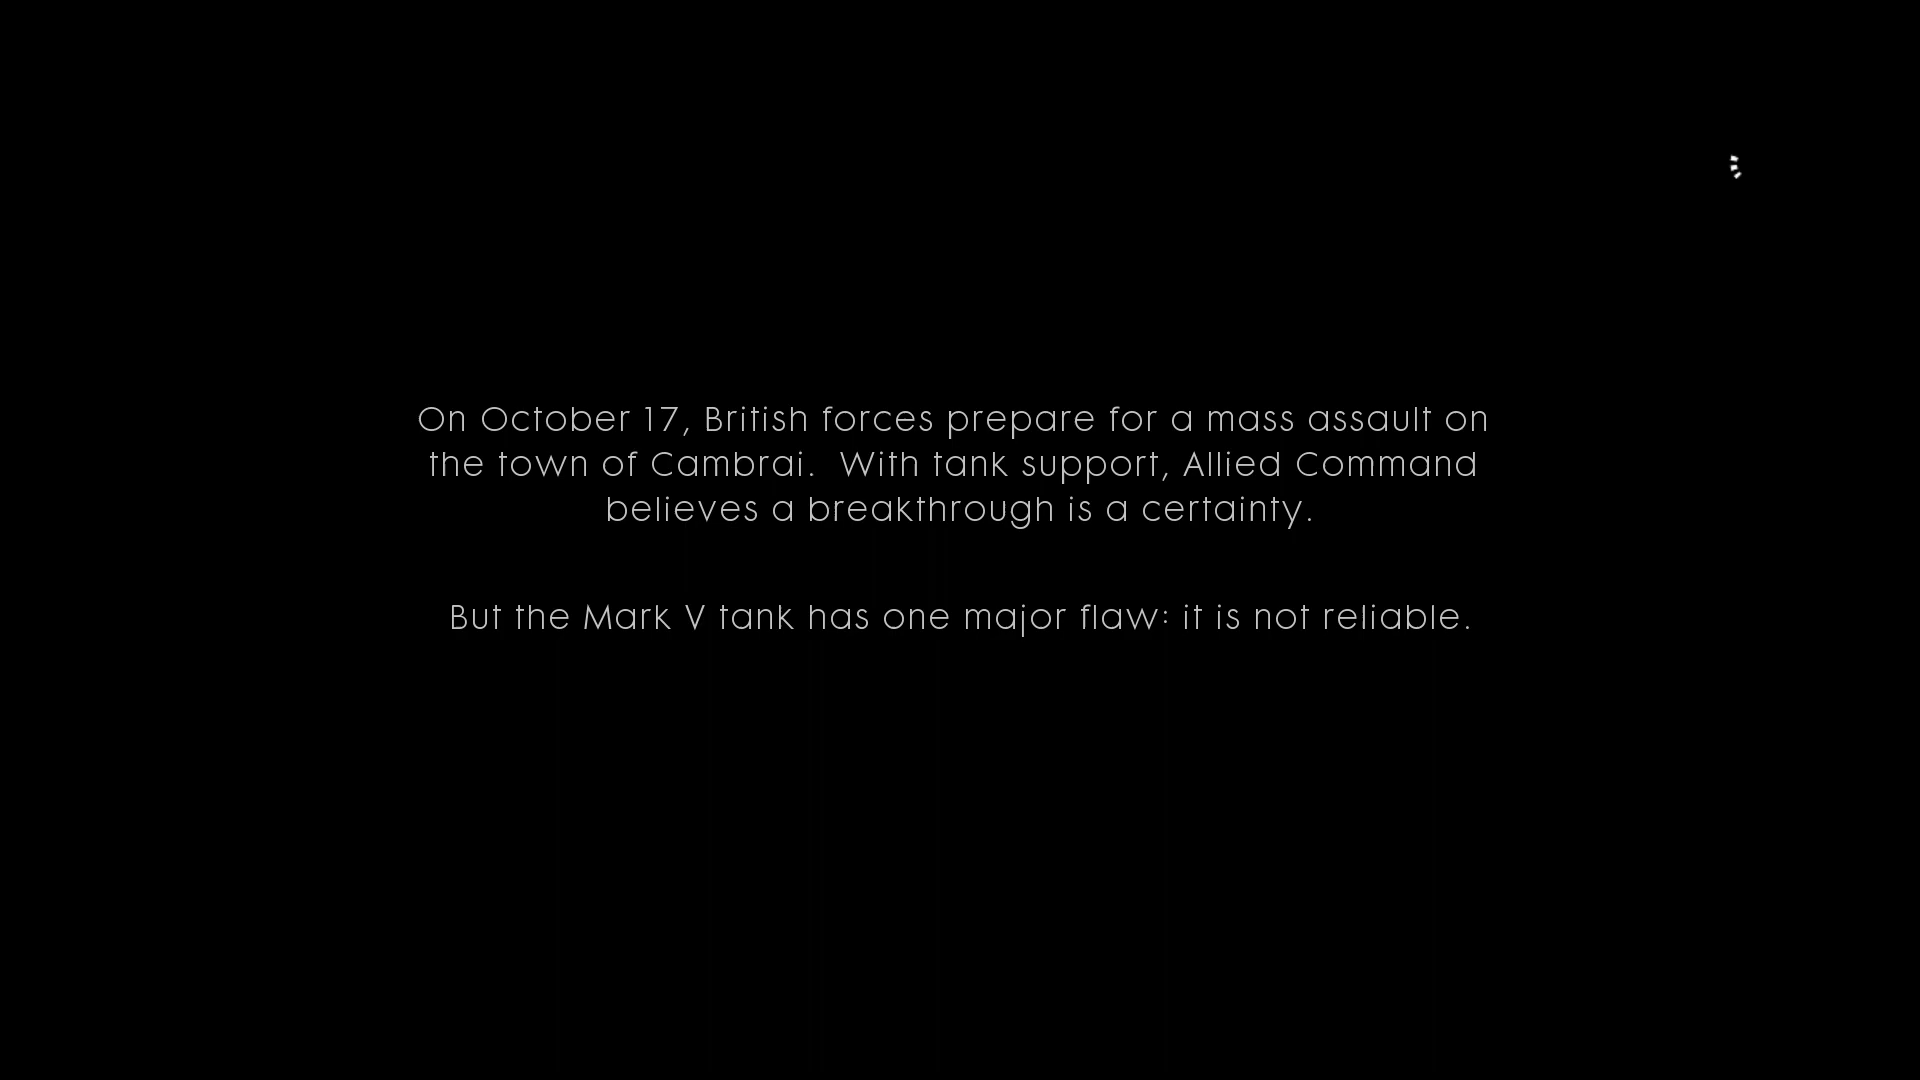 On October 17, British forces prepare for a mass assault on
the town of Cambrai.  With tank support, Allied Command
believes a breakthrough is a certainty.
But the Mark V tank has one major flaw: it is not reliable.